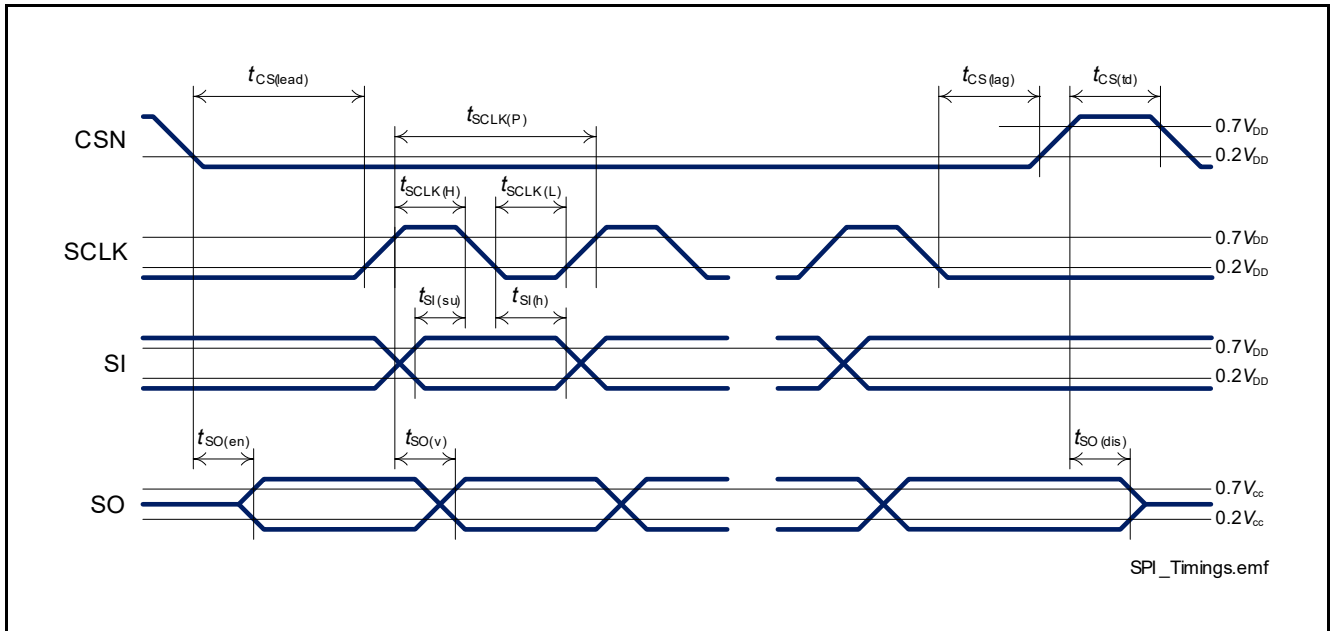 tCS(lead)
tCS(lag)
tCS(td)
tSCLK(P)
CSN
0.7VDD
0.2VDD
tSCLK(H)
tSCLK(L)
SCLK
0.7VDD
0.2VDD
tSI(su)
tSI(h)
SI
0.7VDD
0.2VDD
tSO(en)
tSO(v)
tSO(dis)
SO
0.7Vcc
0.2Vcc
SPI_Timings.emf